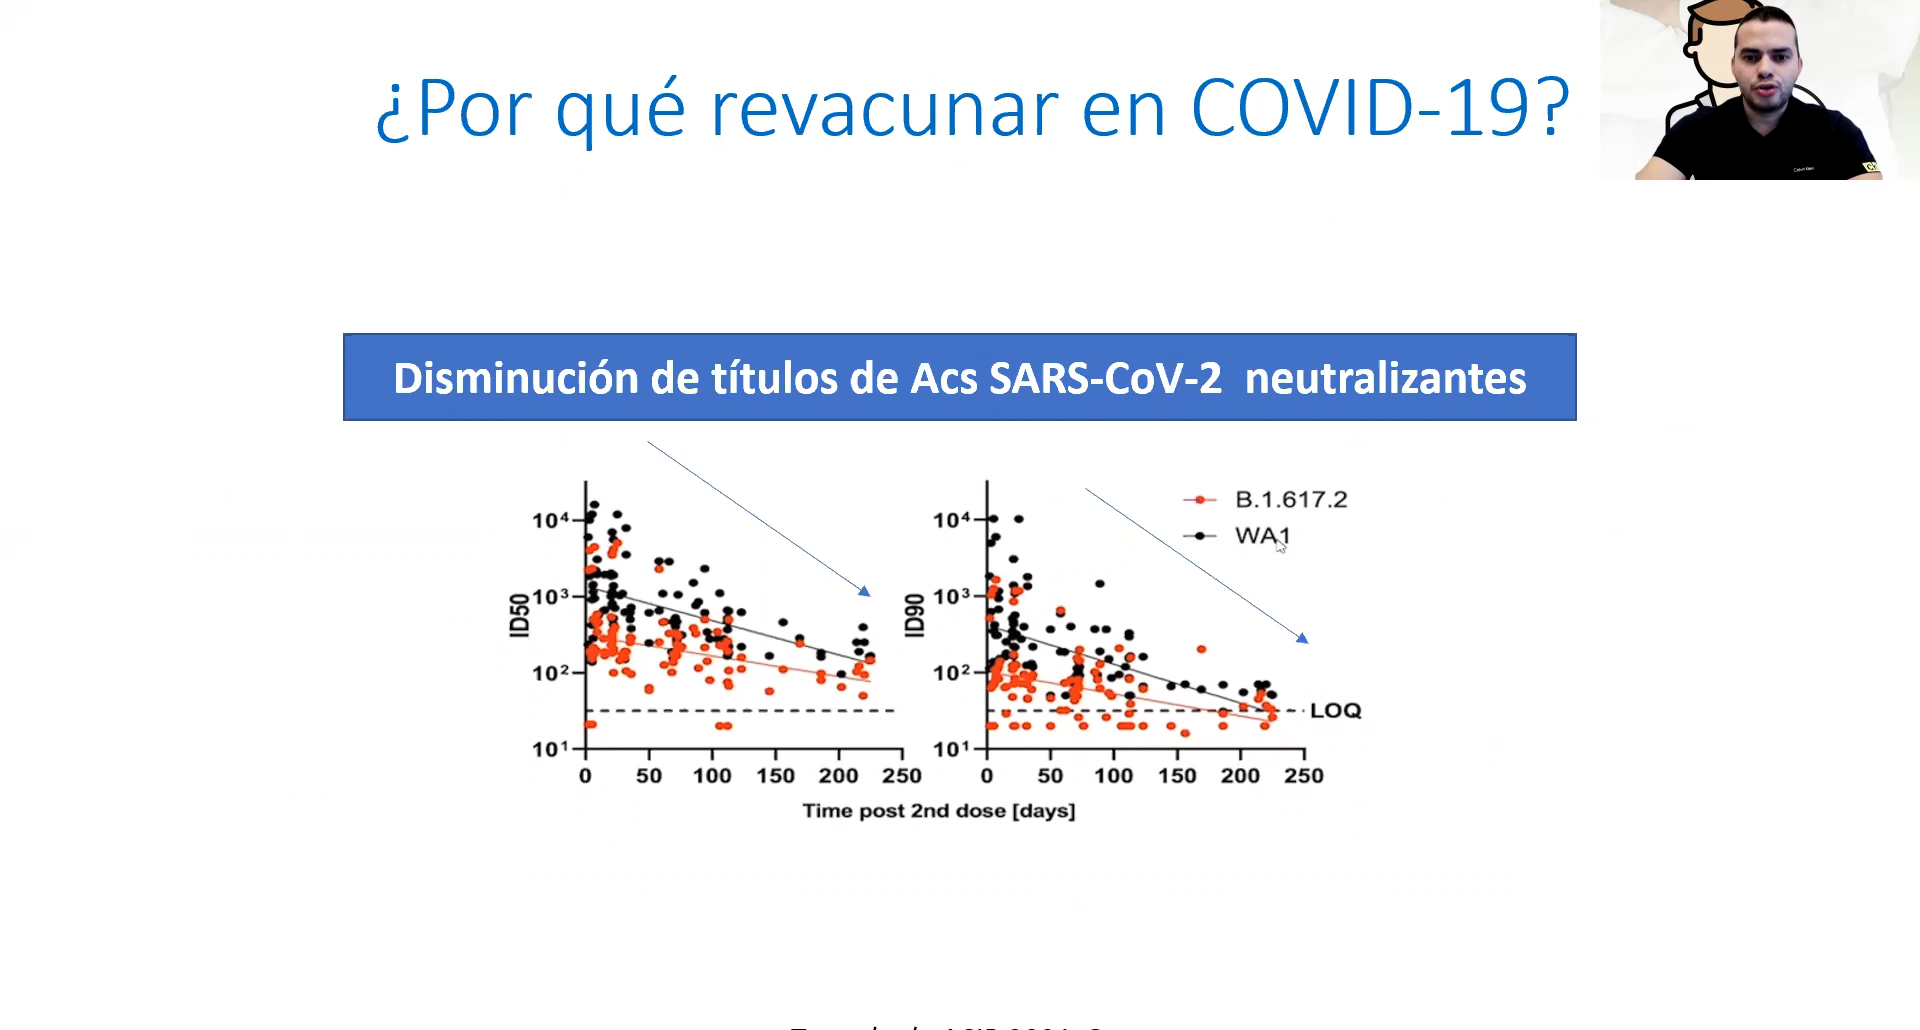 ¿Por qué revacunar en COVID-19?
Disminución de títulos de Acs SARS-CoV-2 neutralizantes
ID50
10⁴
10³
10²
10¹
0 50 100 150 200 250
ID90
10⁴
10³
10²
10¹
0 50 100 150 200 250
B.1.617.2
WA1
LOQ
Time post 2nd dose [days]
Calvin Klein